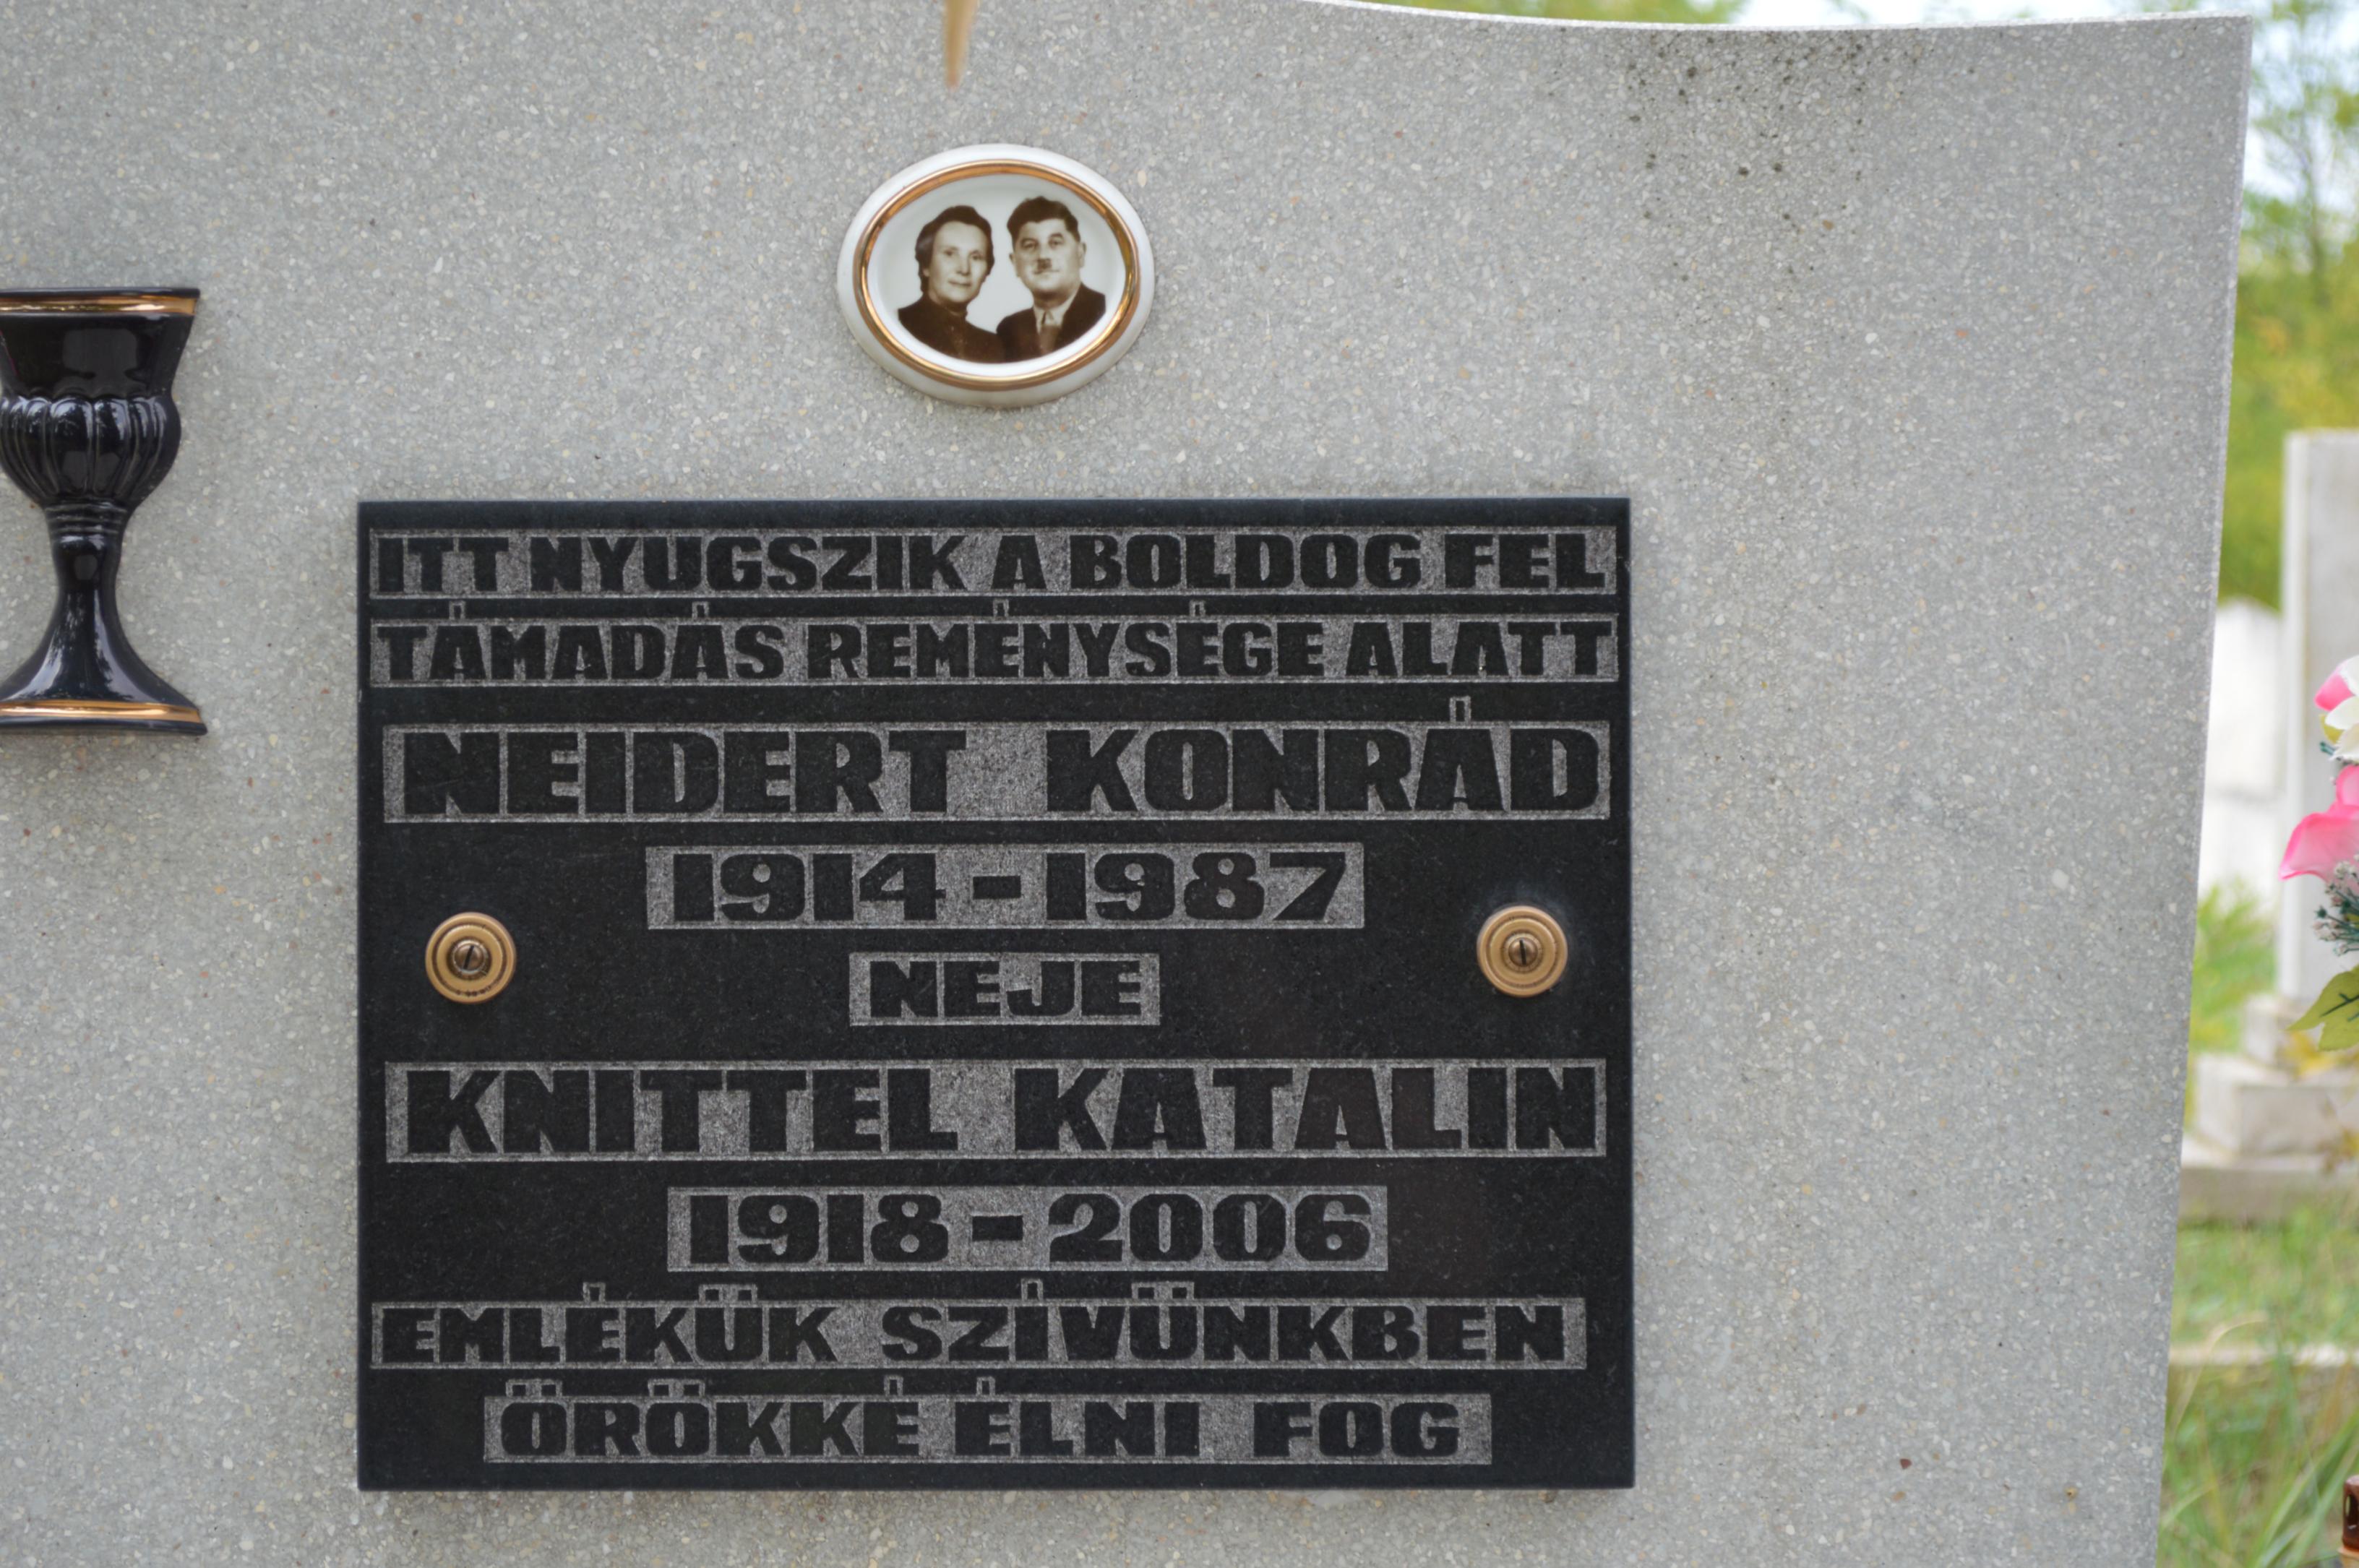 ITT NYUGSZIK A BOLDOG FEL
TÁMADÁS REMÉNYSÉGE ALATT
NEIDERT KONRÁD
1914-1987
NEJE
KNITTEL KATALIN
1918-2006
EMLÉKÜK SZÍVÜNKBEN
ÖRÖKKÉ ÉLNI FOG